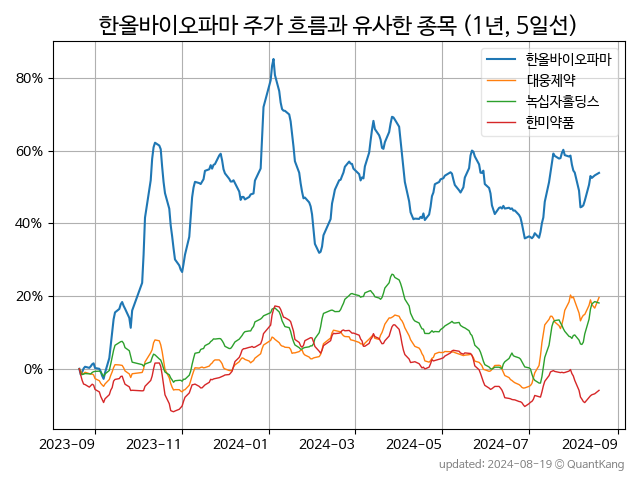 한올바이오파마 주가 흐름과 유사한 종목 (1년, 5일선)
한올바이오파마
대웅제약
녹십자홀딩스
한미약품
80%
60%
40%
20%
0%
2023-09 2023-11 2024-01 2024-03 2024-05 2024-07 2024-09
updated: 2024-08-19 © QuantKang